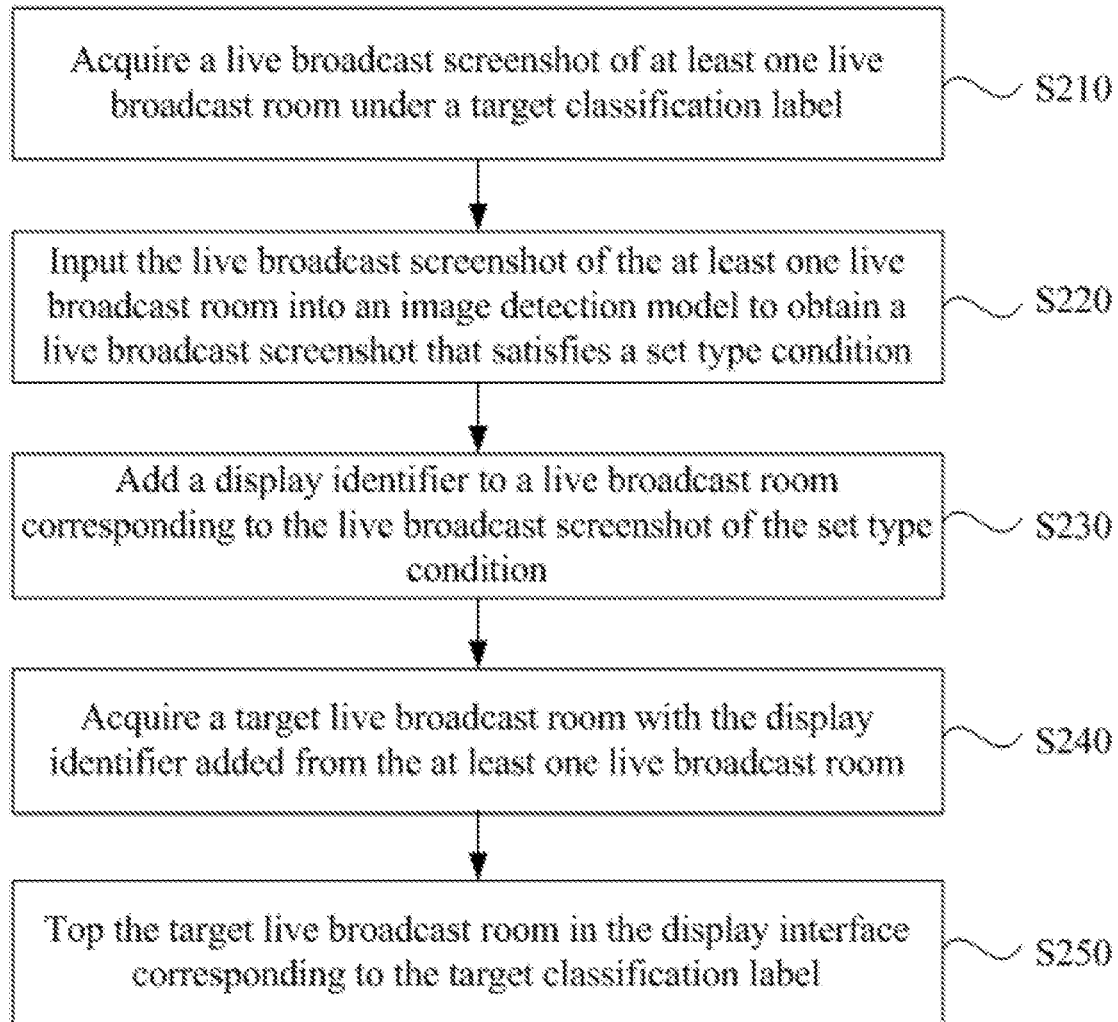 Acquire a live broadcast screenshot of at least one live
broadcast room under a target classification label
S210
Input the live broadcast screenshot of the at least one live
broadcast room into an image detection model to obtain a
live broadcast screenshot that satisfies a set type condition
S220
Add a display identifier to a live broadcast room
corresponding to the live broadcast screenshot of the set type
condition
S230
Acquire a target live broadcast room with the display
identifier added from the at least one live broadcast room
S240
Top the target live broadcast room in the display interface
corresponding to the target classification label
S250